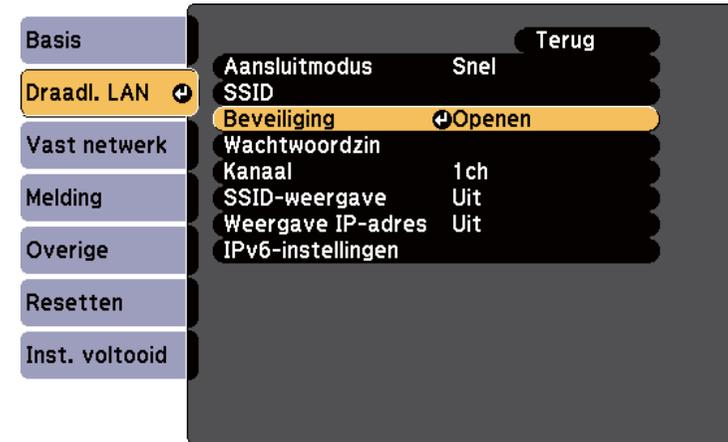 Basis
Draadl. LAN
Vast netwerk
Melding
Overige
Resetten
Inst. voltooid
Terug
Aansluitmodus Snel
SSID
Beveiliging Openen
Wachtwoordzin
Kanaal 1ch
SSID-weergave Uit
Weergave IP-adres Uit
IPv6-instellingen